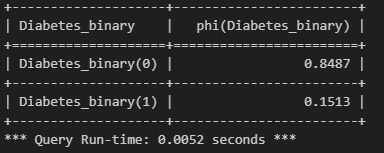 +--------------------+-------------------------+
| Diabetes_binary    |    phi(Diabetes_binary) |
+====================+=========================+
| Diabetes_binary(0) |                  0.8487 |
+--------------------+-------------------------+
| Diabetes_binary(1) |                  0.1513 |
+--------------------+-------------------------+
*** Query Run-time: 0.0052 seconds ***